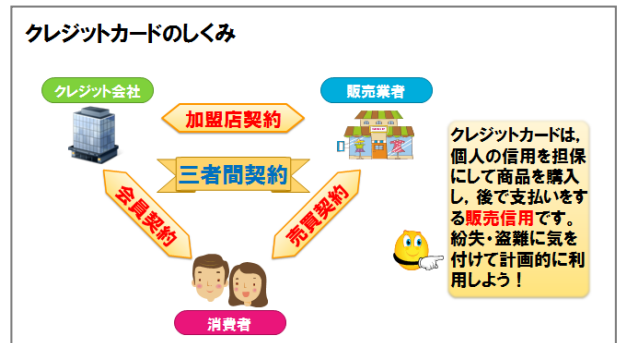 クレジットカードのしくみ
クレジット会社
販売業者
加盟店契約
三者間契約
会員契約
売買契約
消費者
クレジットカードは,
個人の信用を担保
にして商品を購入
し,後で支払いをす
る販売信用です。
紛失・盗難に気を
付けて計画的に利
用しよう！